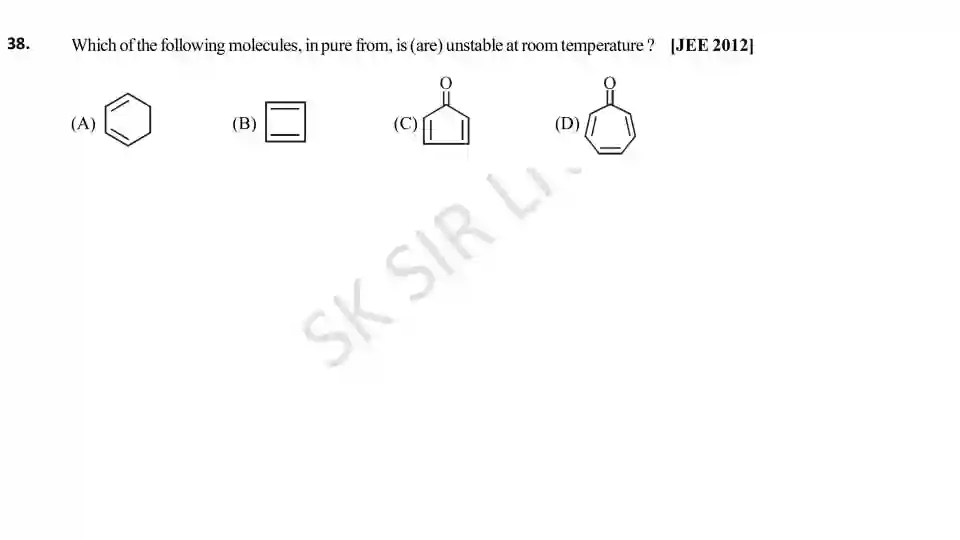 38. Which of the following molecules, in pure from, is (are) unstable at room temperature ? [JEE 2012]
O O
(A) (B) (C) (D)
SK SIR